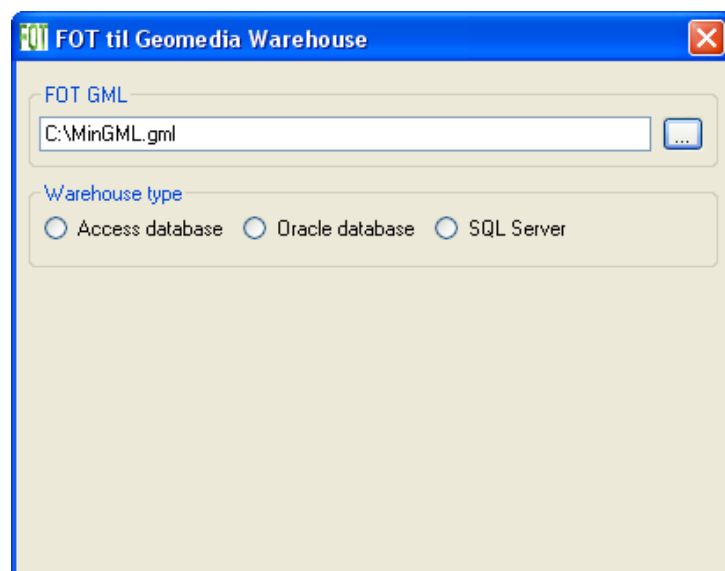 FOT FOT til Geomedia Warehouse
FOT GML
C:\MinGML.gml ...
Warehouse type
Access database Oracle database SQL Server